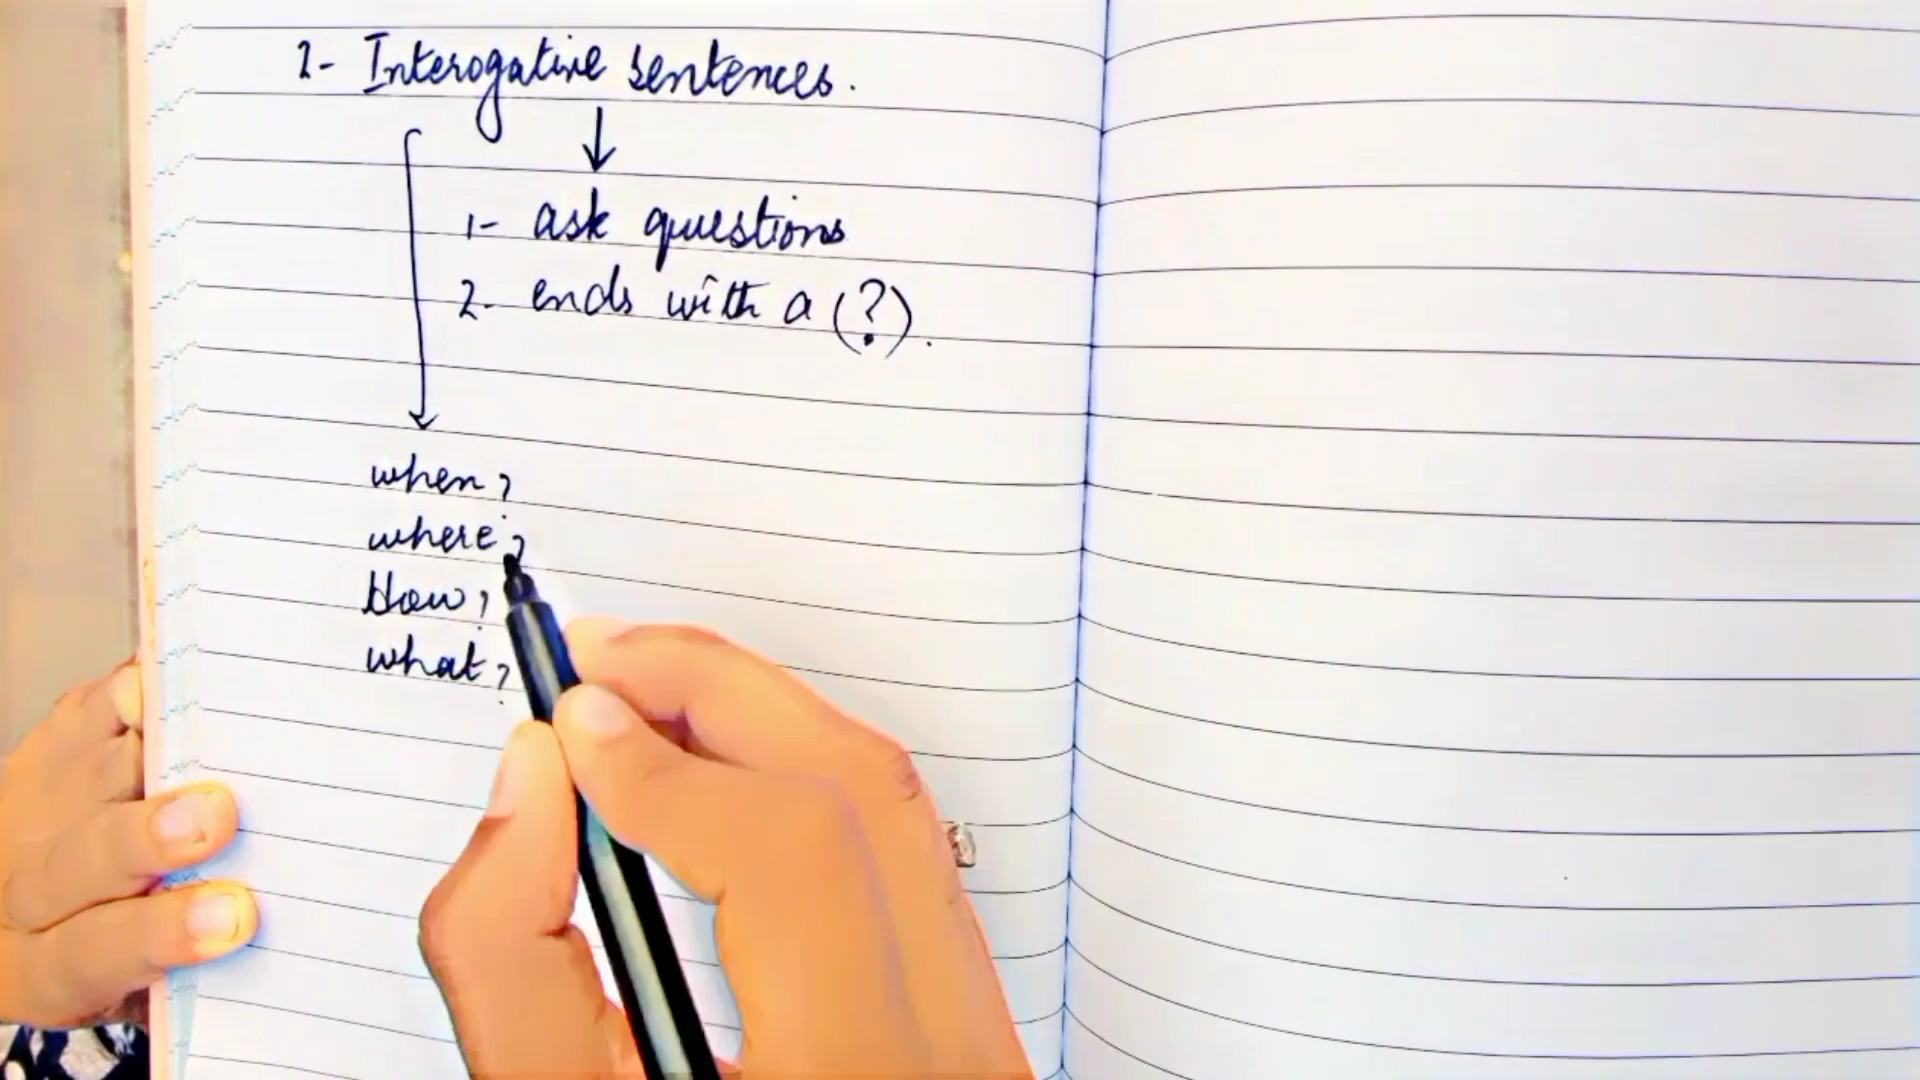 2- Interogative sentences.
1- ask questions
2- ends with a (?).
when?
where?
How?
what?